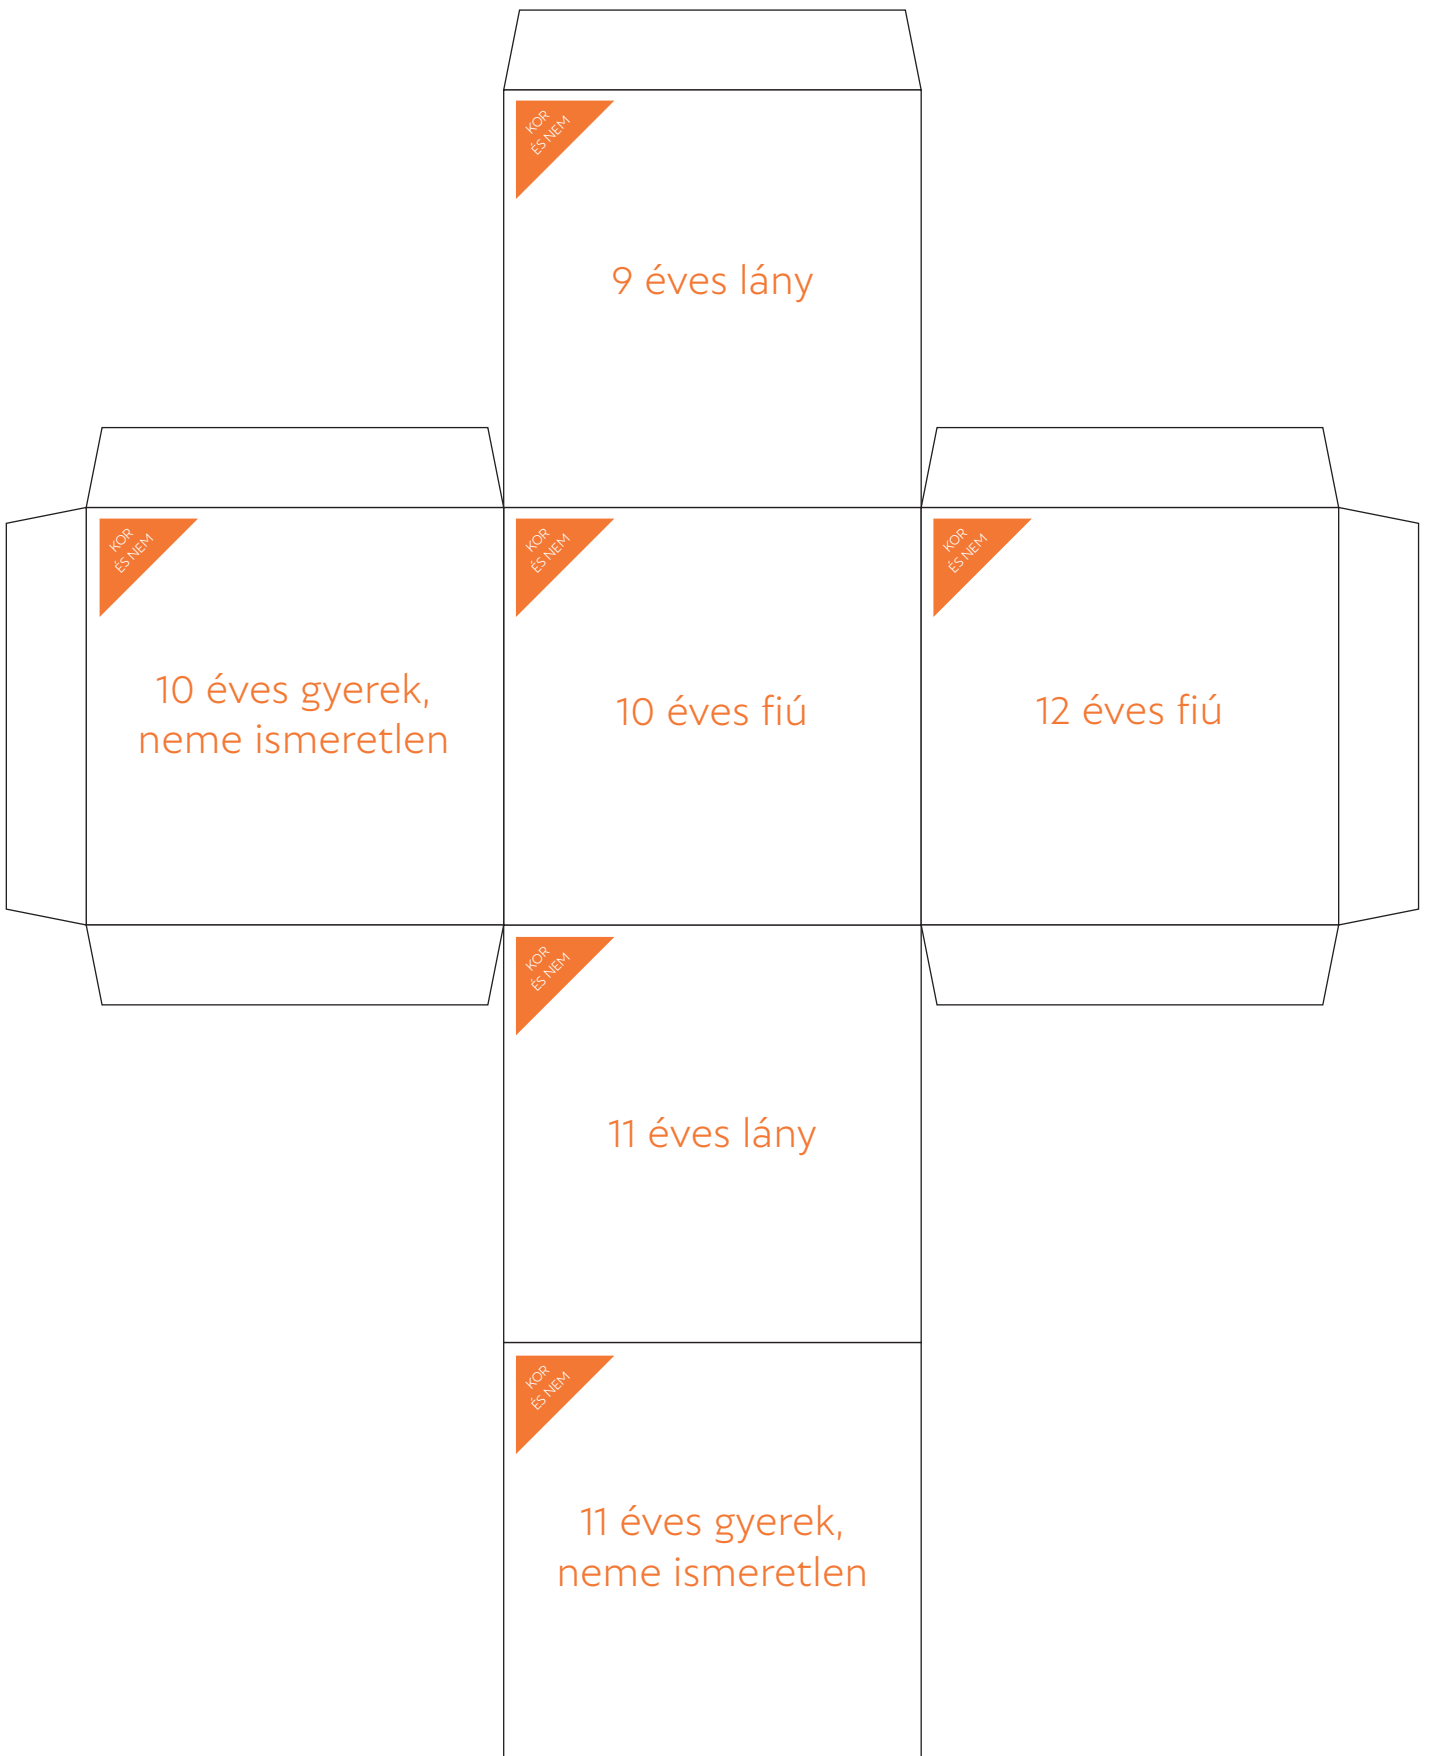 KOR
ÉS NEM
9 éves lány
KOR
ÉS NEM
10 éves gyerek,
neme ismeretlen
KOR
ÉS NEM
10 éves fiú
KOR
ÉS NEM
12 éves fiú
KOR
ÉS NEM
11 éves lány
KOR
ÉS NEM
11 éves gyerek,
neme ismeretlen